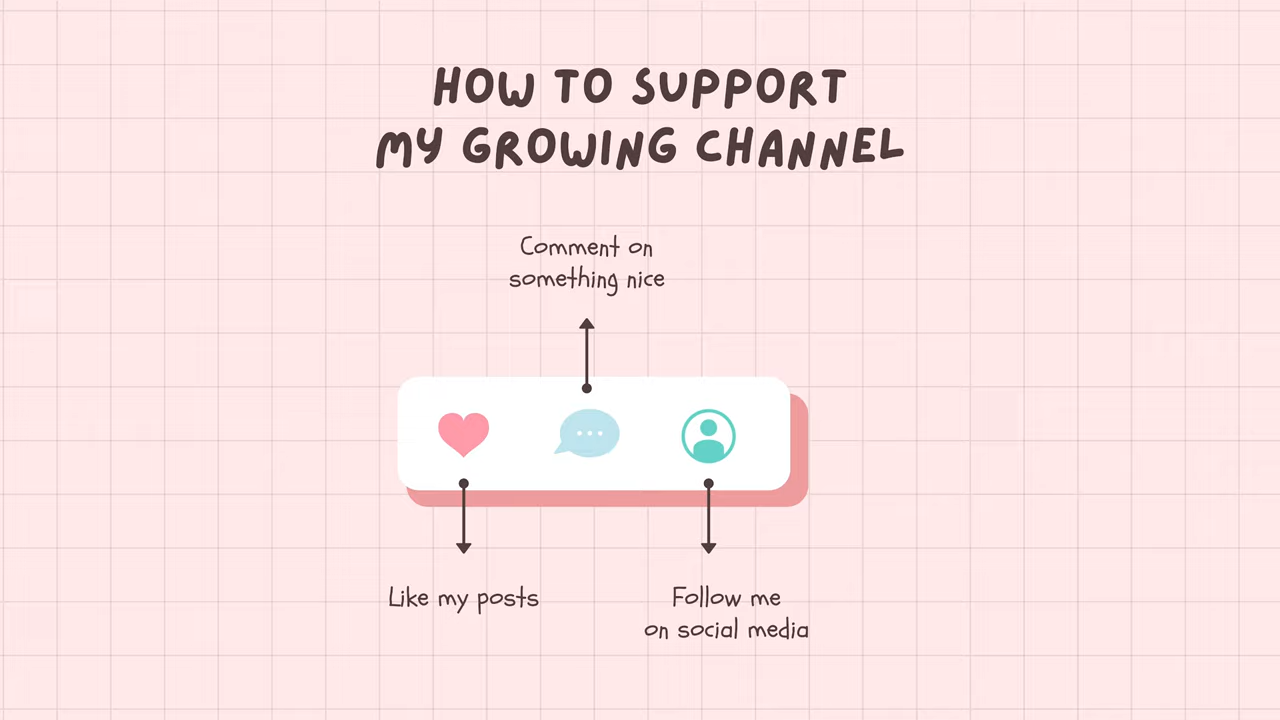 HOW TO SUPPORT
MY GROWING CHANNEL
Comment on
something nice
Like my posts
Follow me
on social media